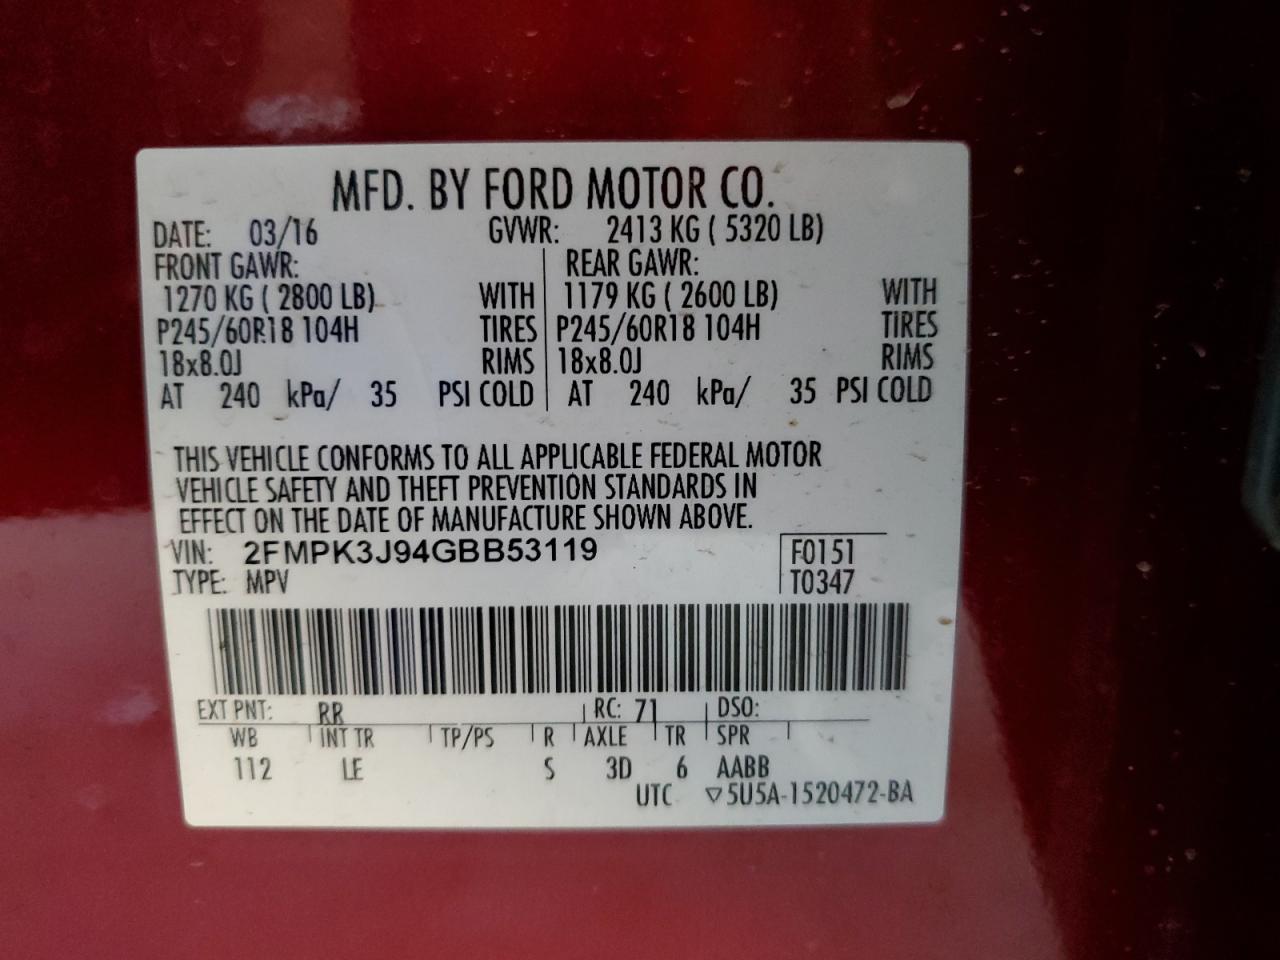 MFD. BY FORD MOTOR CO.
DATE: 03/16 GVWR: 2413 KG ( 5320 LB)
FRONT GAWR: REAR GAWR:
1270 KG ( 2800 LB) WITH 1179 KG ( 2600 LB) WITH
P245/60R18 104H TIRES P245/60R18 104H TIRES
18x8.0J RIMS 18x8.0J RIMS
AT 240 kPa/ 35 PSI COLD AT 240 kPa/ 35 PSI COLD
THIS VEHICLE CONFORMS TO ALL APPLICABLE FEDERAL MOTOR
VEHICLE SAFETY AND THEFT PREVENTION STANDARDS IN
EFFECT ON THE DATE OF MANUFACTURE SHOWN ABOVE.
VIN: 2FMPK3J94GBB53119 F0151
TYPE: MPV T0347
EXT PNT: RR RC: 71 DSO:
WB INT TR TP/PS R AXLE TR SPR
112 LE S 3D 6 AABB
UTC ▽5U5A-1520472-BA